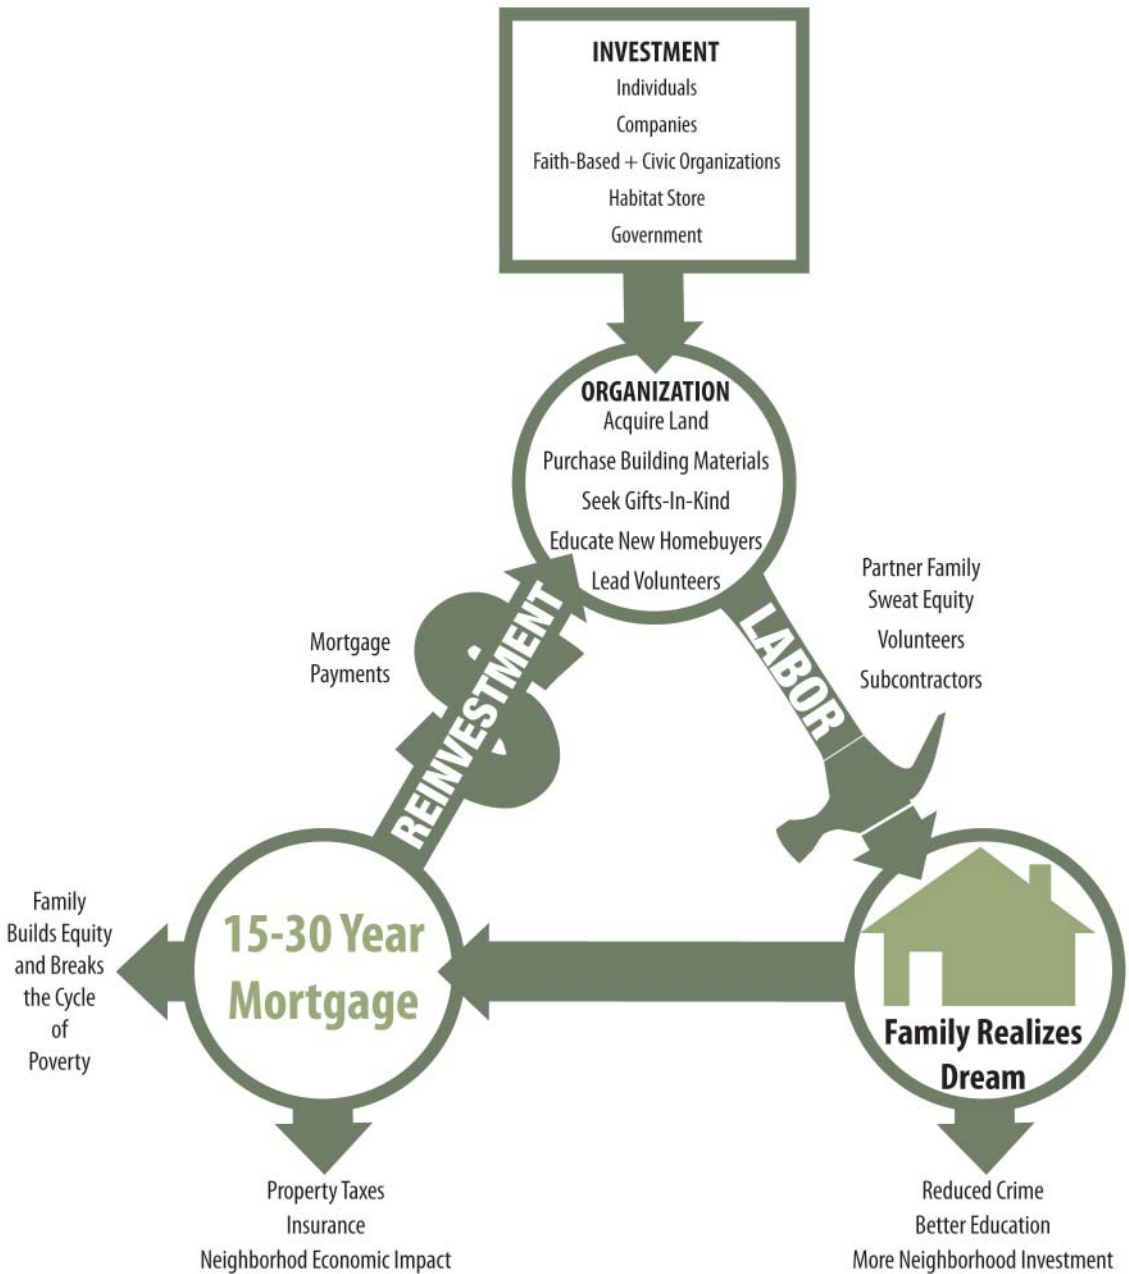 INVESTMENT
Individuals
Companies
Faith-Based + Civic Organizations
Habitat Store
Government
ORGANIZATION
Acquire Land
Purchase Building Materials
Seek Gifts-In-Kind
Educate New Homebuyers
Lead Volunteers
LABOR
Partner Family
Sweat Equity
Volunteers
Subcontractors
Mortgage
Payments
REINVESTMENT
Family Realizes
Dream
Reduced Crime
Better Education
More Neighborhood Investment
15-30 Year
Mortgage
Family
Builds Equity
and Breaks
the Cycle
of
Poverty
Property Taxes
Insurance
Neighborhod Economic Impact